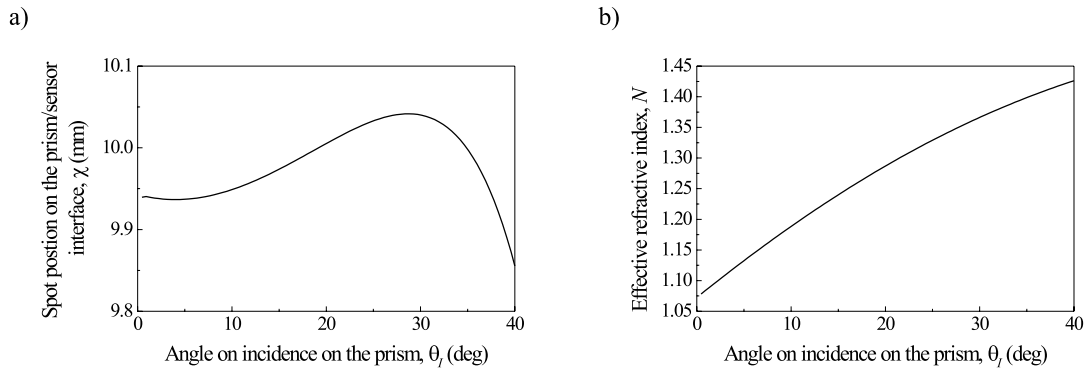 a)
b)
Spot postion on the prism/sensor
interface, χ (mm)
10.1
10.0
9.9
9.8
0 10 20 30 40
Angle on incidence on the prism, θI (deg)
Effective refractive index, N
1.45
1.40
1.35
1.30
1.25
1.20
1.15
1.10
1.05
0 10 20 30 40
Angle on incidence on the prism, θI (deg)